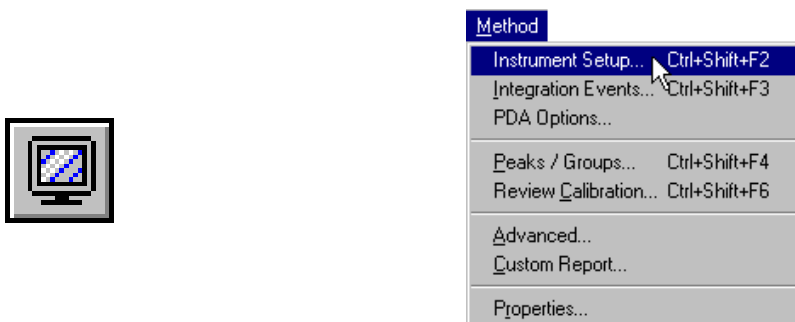 Method
Instrument Setup... Ctrl+Shift+F2
Integration Events... Ctrl+Shift+F3
PDA Options...
Peaks / Groups... Ctrl+Shift+F4
Review Calibration... Ctrl+Shift+F6
Advanced...
Custom Report...
Properties...